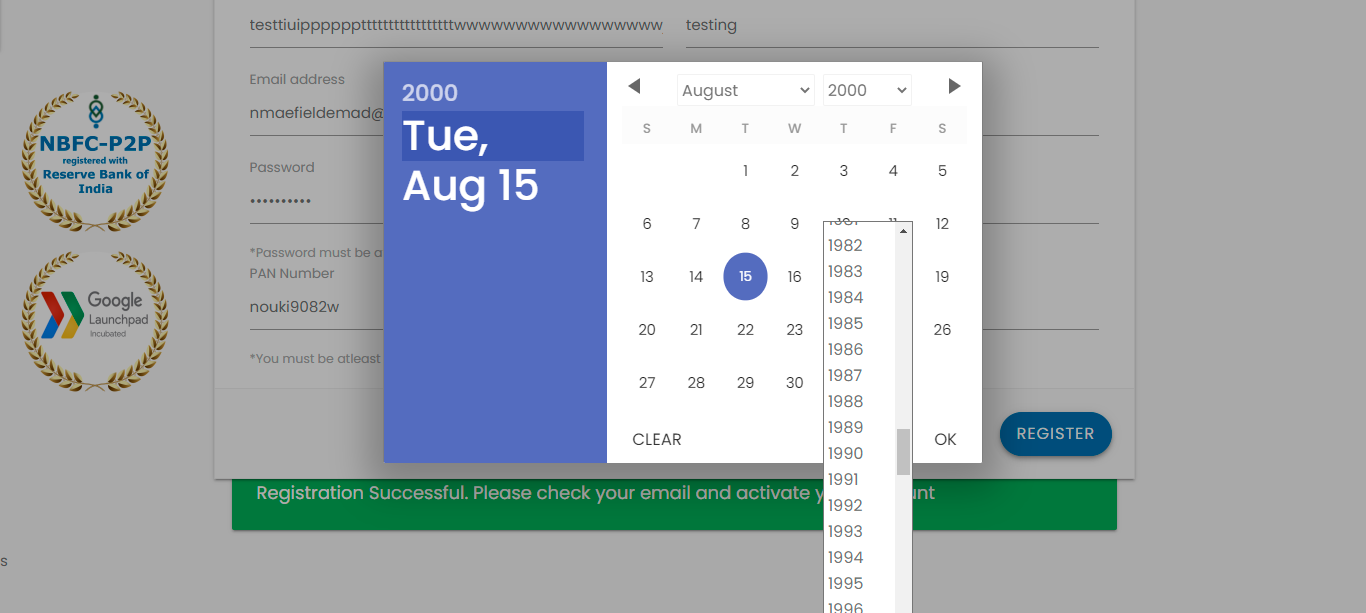 testtiuipppppptttttttttttttttttwwwwwwwwwwwwwwwww
testing
Email address
nmaefieldemad@
Password
••••••••••
*Password must be a
PAN Number
nouki9082w
*You must be atleast
REGISTER
Registration Successful. Please check your email and activate y unt
NBFC-P2P
registered with
Reserve Bank of
India
Google
Launchpad
Incubated
s
2000
Tue,
Aug 15
August 2000
S M T W T F S
1 2 3 4 5
6 7 8 9 12
13 14 15 16 19
20 21 22 23 26
27 28 29 30
CLEAR OK
1982
1983
1984
1985
1986
1987
1988
1989
1990
1991
1992
1993
1994
1995
1996